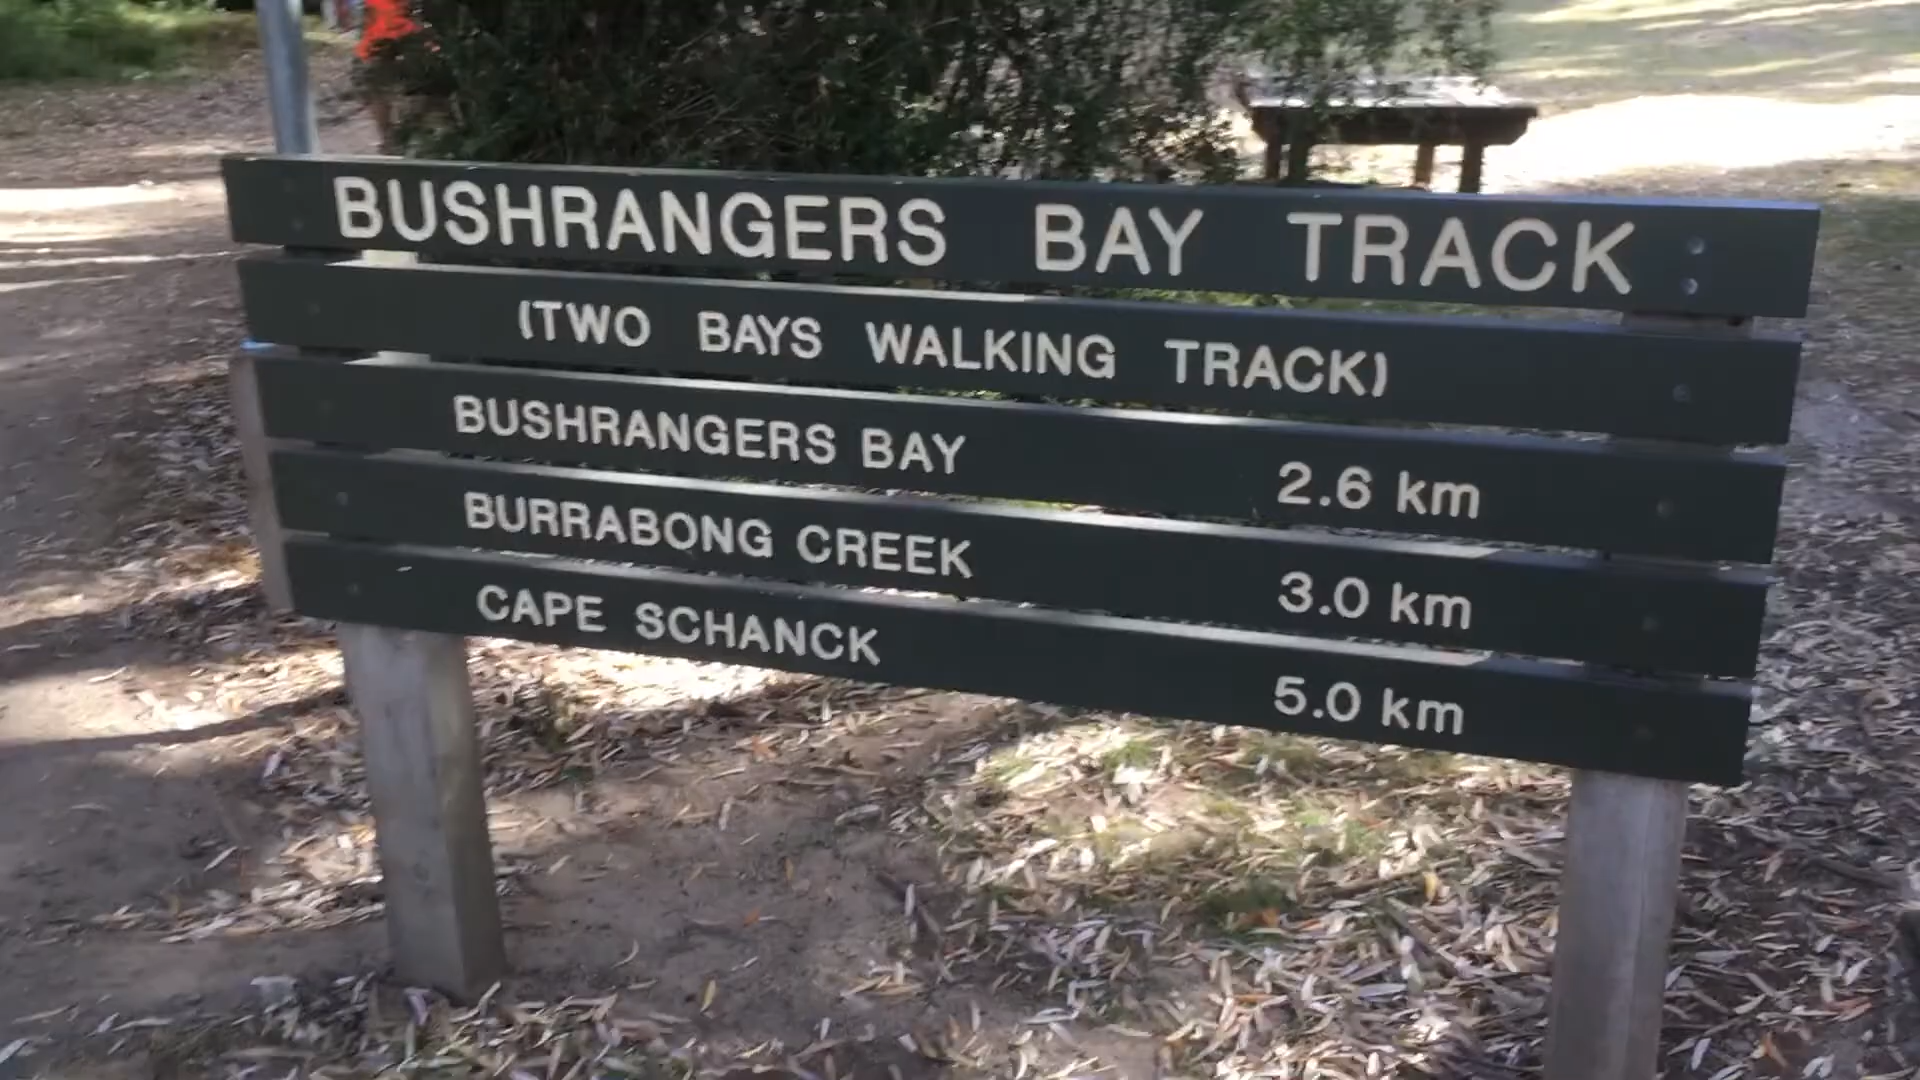 BUSHRANGERS BAY TRACK
(TWO BAYS WALKING TRACK)
BUSHRANGERS BAY 2.6 km
BURRABONG CREEK 3.0 km
CAPE SCHANCK 5.0 km